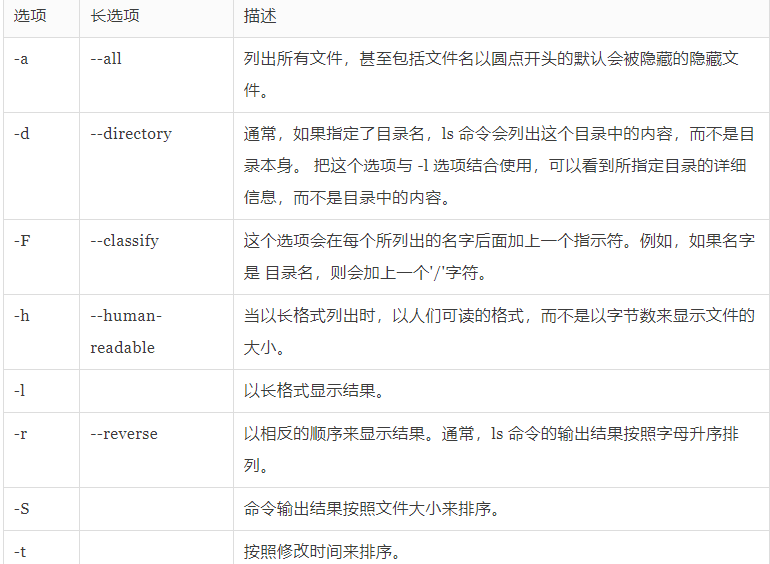 选项 长选项 描述
-a --all 列出所有文件，甚至包括文件名以圆点开头的默认会被隐藏的隐藏文
件。
-d --directory 通常，如果指定了目录名，ls 命令会列出这个目录中的内容，而不是目
录本身。 把这个选项与 -l 选项结合使用，可以看到所指定目录的详细
信息，而不是目录中的内容。
-F --classify 这个选项会在每个所列出的名字后面加上一个指示符。例如，如果名字
是 目录名，则会加上一个'/'字符。
-h --human- 当以长格式列出时，以人们可读的格式，而不是以字节数来显示文件的
readable 大小。
-l 以长格式显示结果。
-r --reverse 以相反的顺序来显示结果。通常，ls 命令的输出结果按照字母升序排
列。
-S 命令输出结果按照文件大小来排序。
-t 按照修改时间来排序。